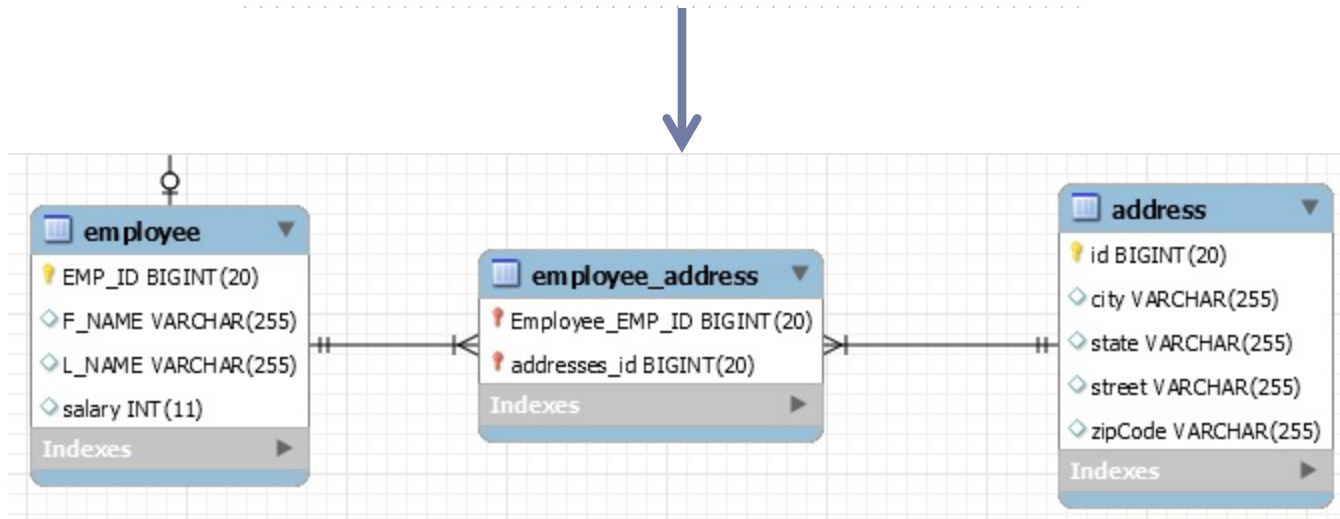 employee
EMP_ID BIGINT(20)
F_NAME VARCHAR(255)
L_NAME VARCHAR(255)
salary INT(11)
Indexes
employee_address
Employee_EMP_ID BIGINT(20)
addresses_id BIGINT(20)
Indexes
address
id BIGINT(20)
city VARCHAR(255)
state VARCHAR(255)
street VARCHAR(255)
zipCode VARCHAR(255)
Indexes